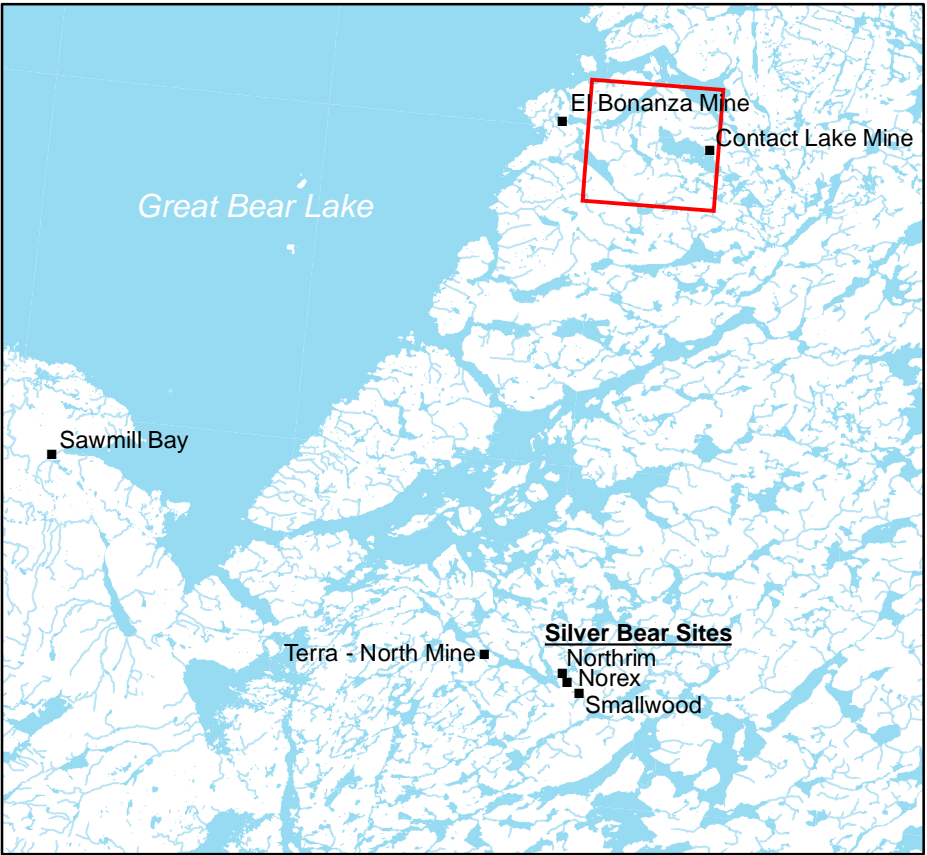 El Bonanza Mine
Contact Lake Mine
Great Bear Lake
Sawmill Bay
Silver Bear Sites
Terra - North Mine
Northrim
Norex
Smallwood